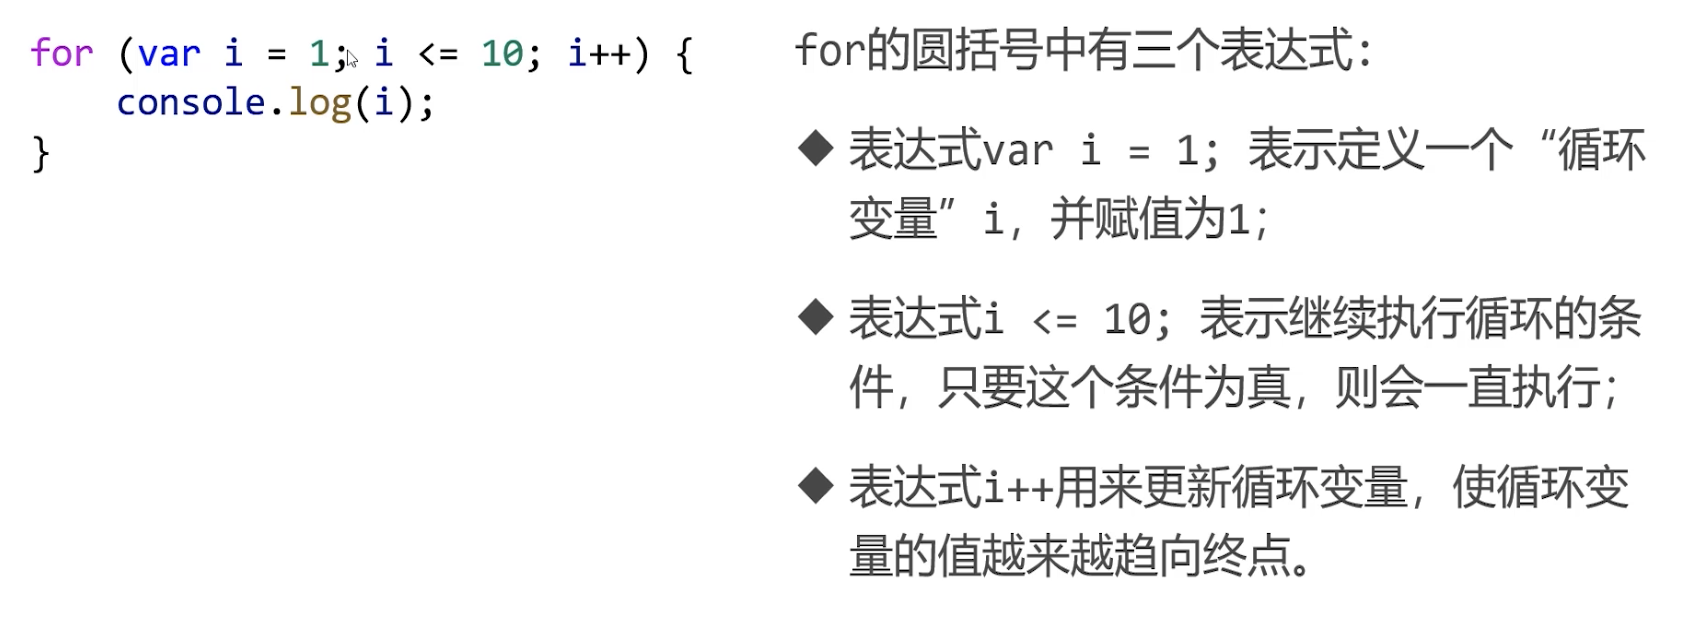 for (var i = 1; i <= 10; i++) {
    console.log(i);
}
for的圆括号中有三个表达式：
◆ 表达式var i = 1; 表示定义一个“循环
变量”i，并赋值为1；
◆ 表达式i <= 10; 表示继续执行循环的条
件，只要这个条件为真，则会一直执行；
◆ 表达式i++用来更新循环变量，使循环变
量的值越来越趋向终点。